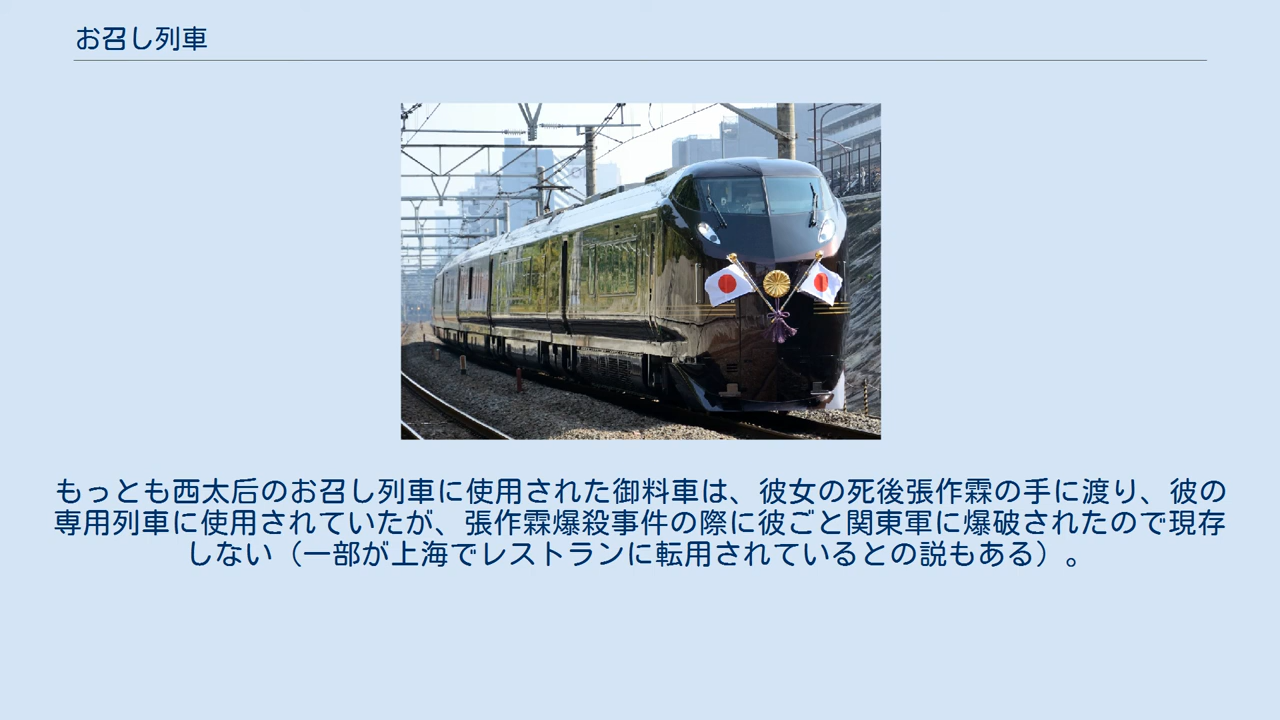 お召し列車
もっとも西太后のお召し列車に使用された御料車は、彼女の死後張作霖の手に渡り、彼の
専用列車に使用されていたが、張作霖爆殺事件の際に彼ごと関東軍に爆破されたので現存
しない（一部が上海でレストランに転用されているとの説もある）。